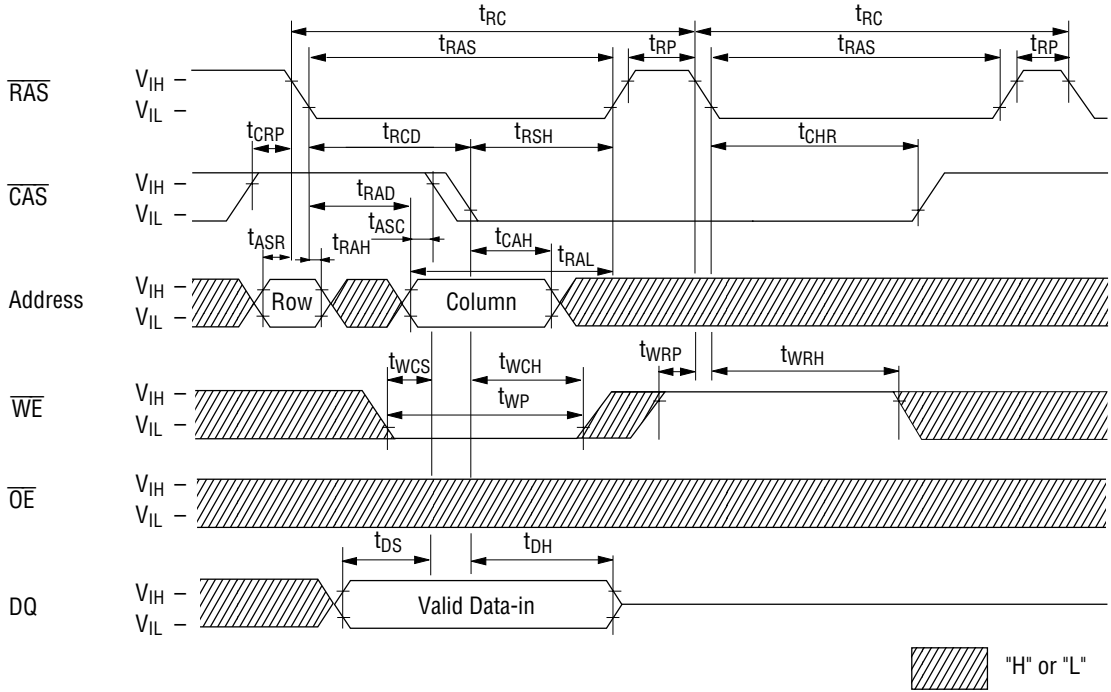 tRC tRC
tRAS tRP tRAS tRP
RAS VIH
VIL
tCRP tRCD tRSH tCHR
CAS VIH
VIL
tRAD
tASC tCAH
tASR tRAH tRAL
Address VIH
VIL
Row Column
tWCS tWCH tWRP tWRH
tWP
WE VIH
VIL
OE VIH
VIL
tDS tDH
DQ VIH
VIL
Valid Data-in
"H" or "L"